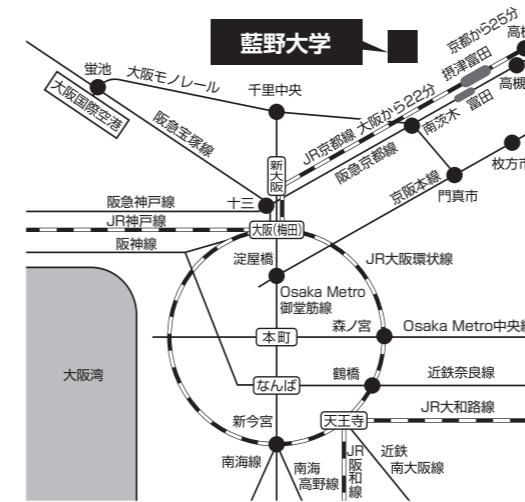 藍野大学
京都から25分
高槻
摂津富田
高槻
富田
蛍池
大阪モノレール
千里中央
大阪国際空港
阪急宝塚線
JR京都線 大阪から22分
南茨木
阪急京都線
枚方市
門真市
京阪本線
新大阪
十三
阪急神戸線
JR神戸線
大阪(梅田)
阪神線
淀屋橋
JR大阪環状線
Osaka Metro
御堂筋線
森ノ宮
Osaka Metro中央線
本町
大阪湾
なんば
鶴橋
近鉄奈良線
新今宮
天王寺
JR大和路線
南海線
南海
高野線
JR阪和線
近鉄
南大阪線